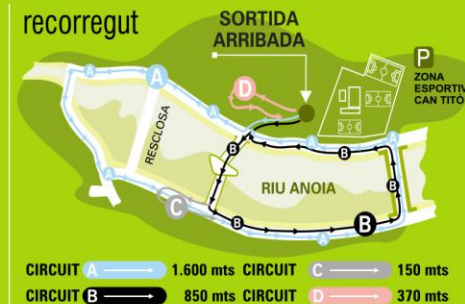 recorregut
SORTIDA
ARRIBADA
P
ZONA
ESPORTIV
CAN TITÓ
A
A
D
A
RESCLOSA
B
B
B
A
RIU ANOIA
B
B
A
C
B
B
A
CIRCUIT A 1.600 mts CIRCUIT C 150 mts
CIRCUIT B 850 mts CIRCUIT D 370 mts